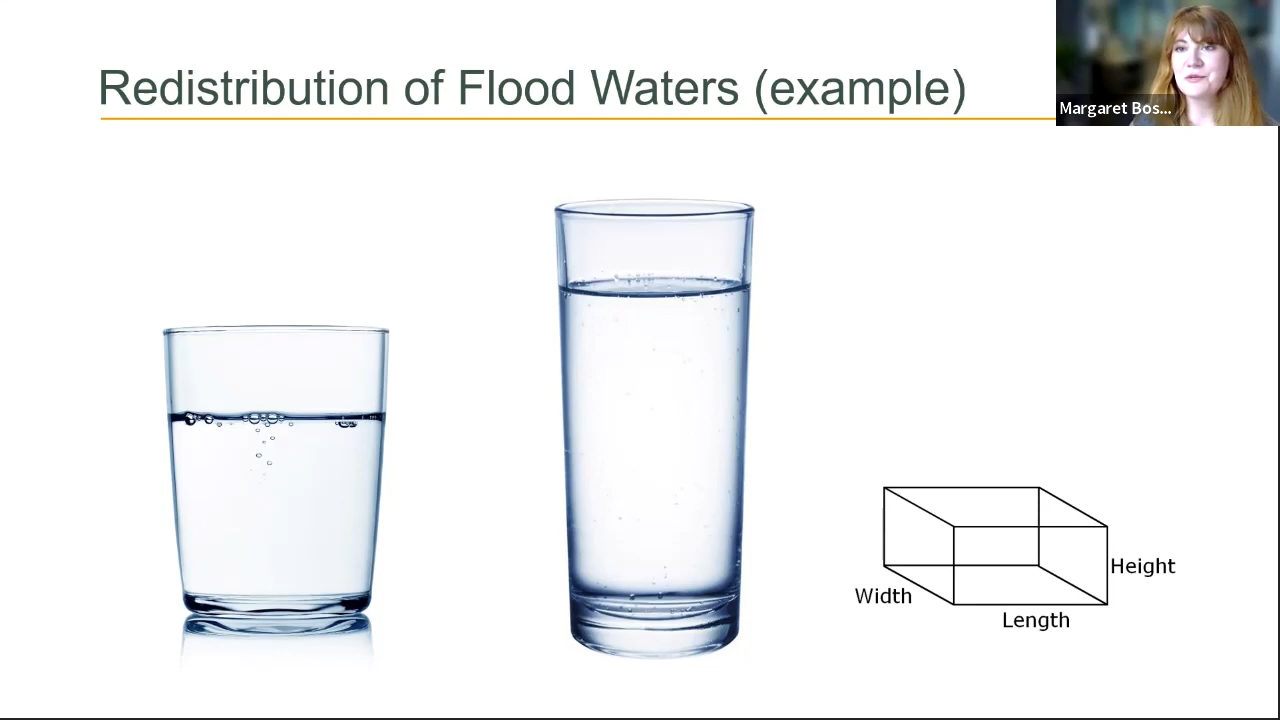 Redistribution of Flood Waters (example)
Margaret Bos...
Height
Width
Length